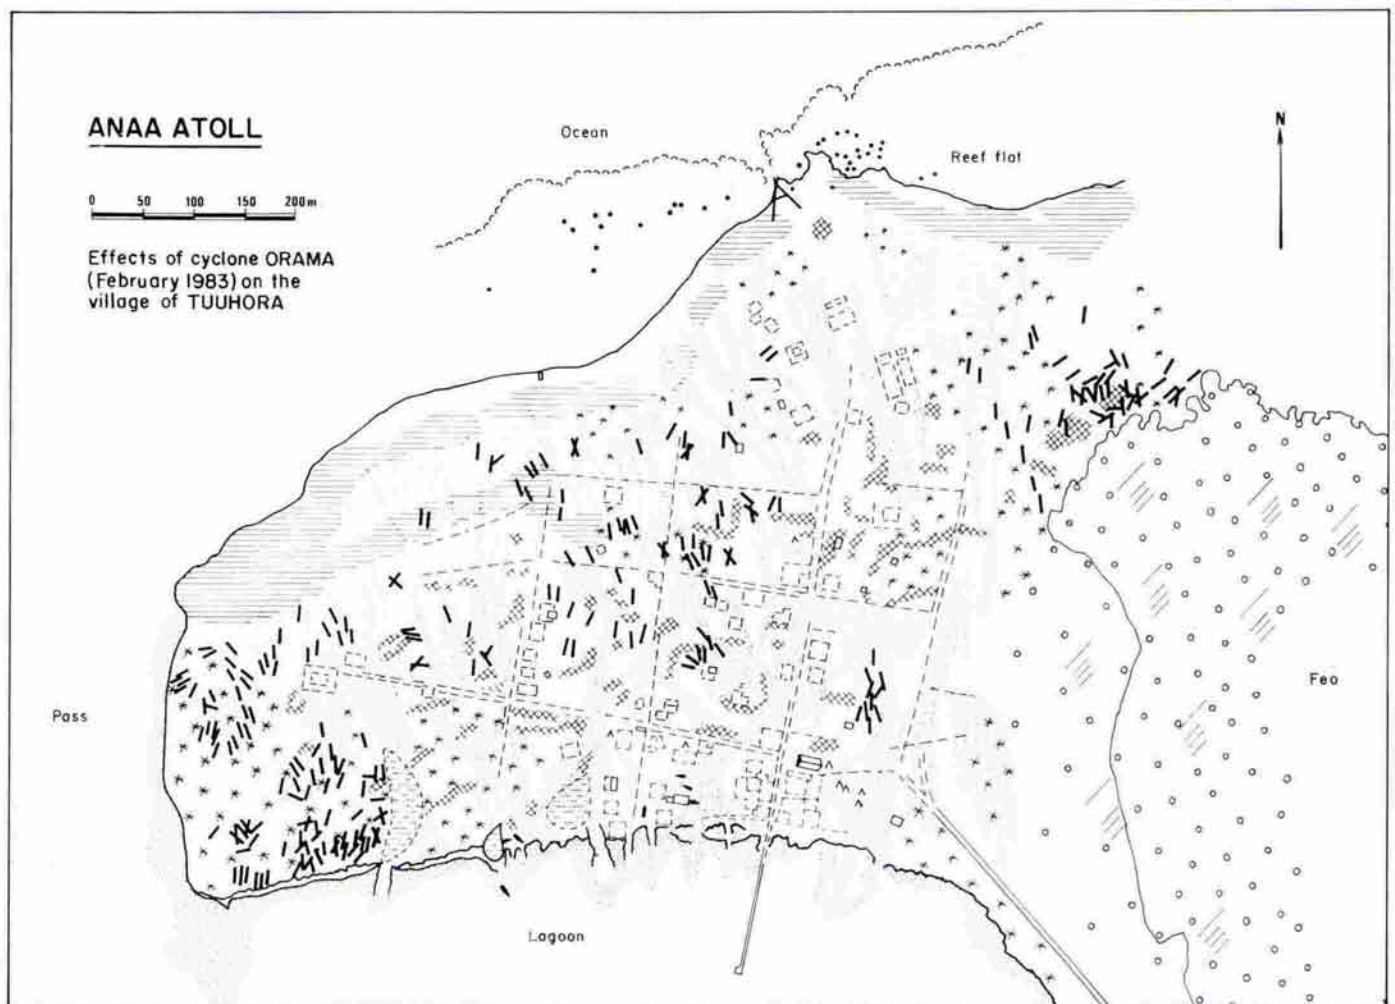 ANAA ATOLL
0 50 100 150 200 m
Effects of cyclone ORAMA
(February 1983) on the
village of TUUHORA
Ocean
Reef flat
N
Pass
Feo
Lagoon